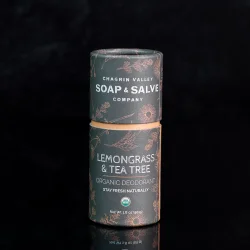 CHAGRIN VALLEY
SOAP & SALVE
COMPANY
LEMONGRASS
& TEA TREE
ORGANIC DEODORANT
STAY FRESH NATURALLY